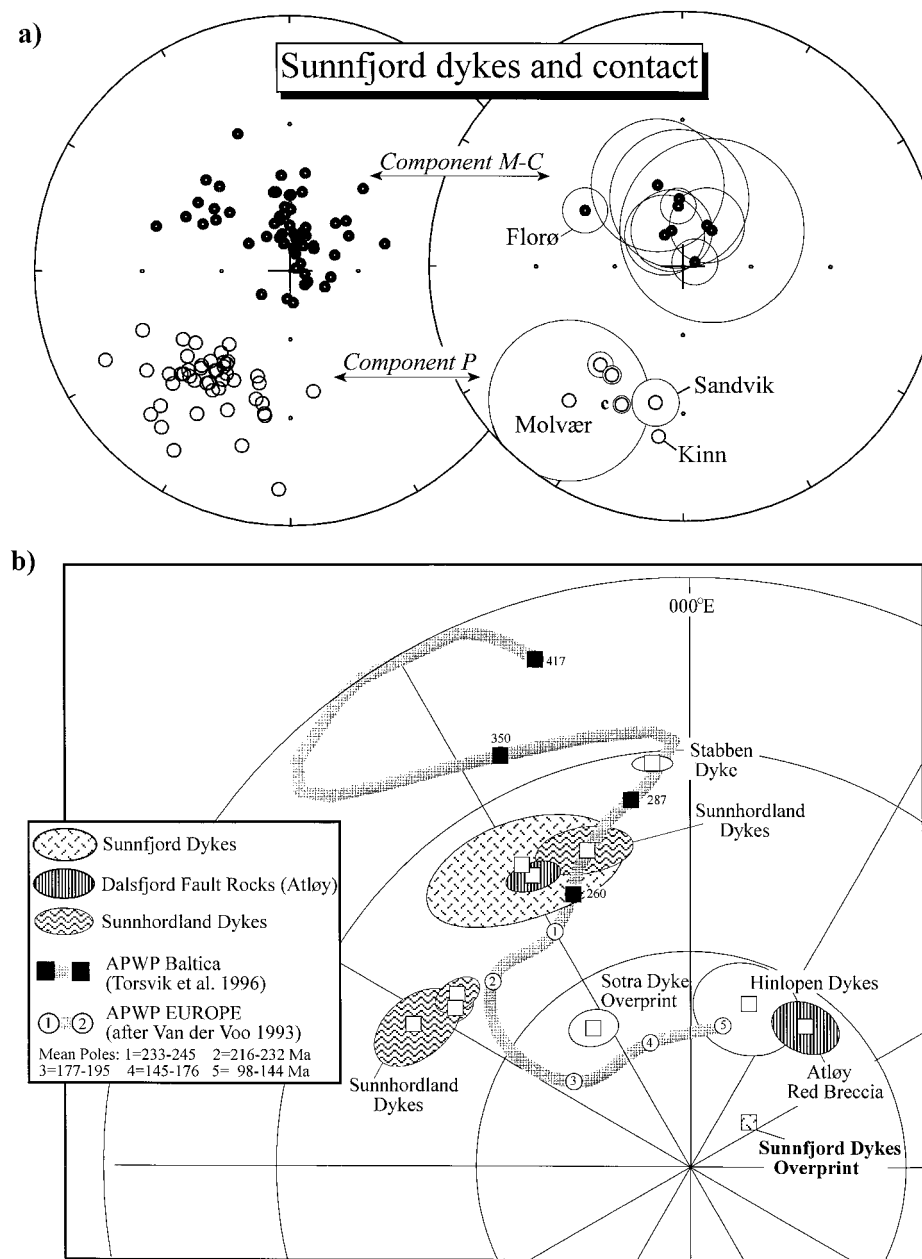 a)
Sunnfjord dykes and contact
Component M-C
Florø
Component P
Sandvik
Molvær
c
Kinn
b)
000°E
417
350
Stabben
Dyke
287
Sunnhordland
Dykes
Sunnfjord Dykes
Dalsfjord Fault Rocks (Atløy)
Sunnhordland Dykes
APWP Baltica
(Torsvik et al. 1996)
1 2 APWP EUROPE
(after Van der Voo 1993)
Mean Poles: 1=233-245 2=216-232 Ma
3=177-195 4=145-176 5= 98-144 Ma
260
1
2
Sotra Dyke
Overprint
Hinlopen Dykes
5
4
3
Sunnhordland
Dykes
Atløy
Red Breccia
Sunnfjord Dykes
Overprint